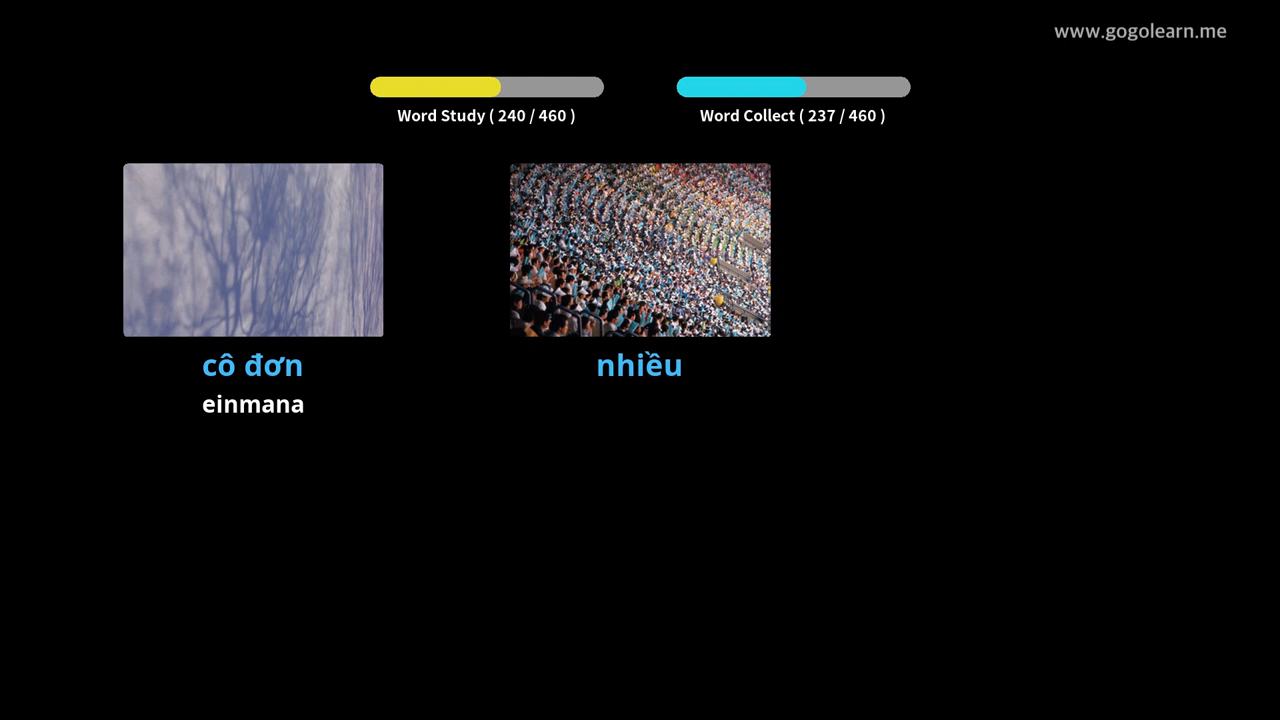 www.gogolearn.me
Word Study ( 240 / 460 )
Word Collect ( 237 / 460 )
cô đơn
einmana
nhiều